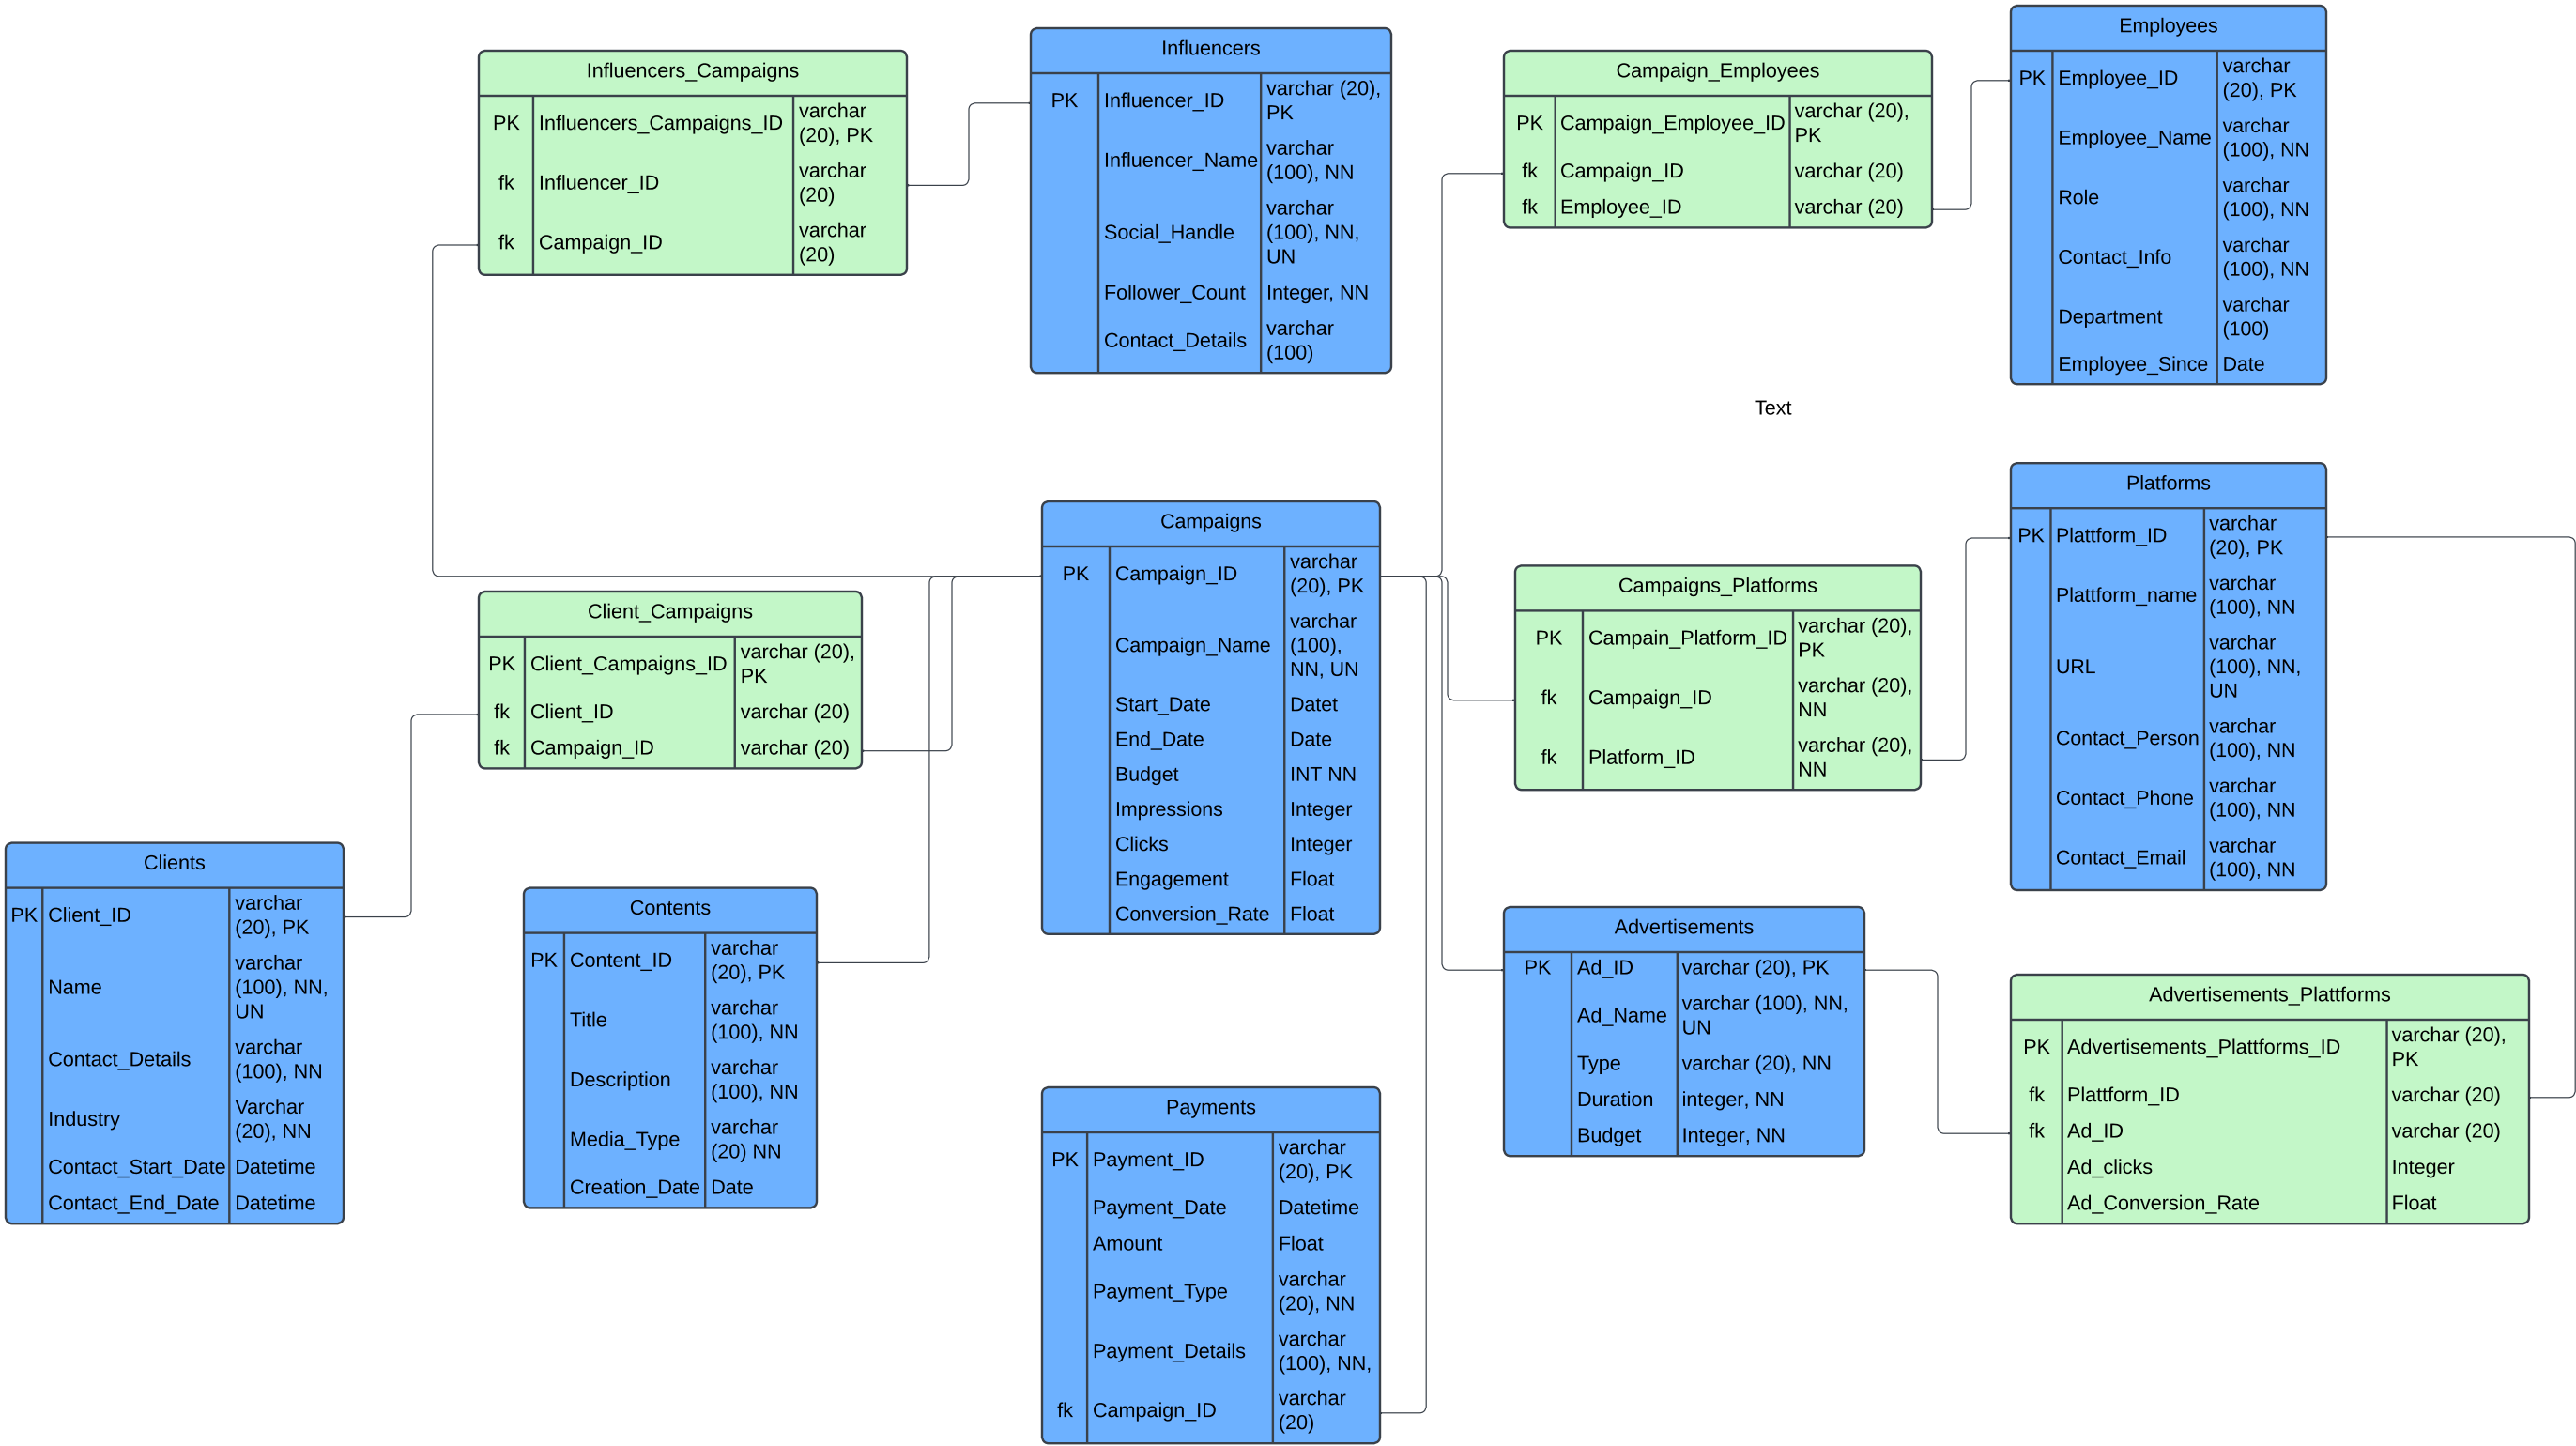 Influencers_Campaigns
PK Influencers_Campaigns_ID varchar
(20), PK
fk Influencer_ID varchar
(20)
fk Campaign_ID varchar
(20)
Influencers
PK Influencer_ID varchar (20),
PK
Influencer_Name varchar
(100), NN
Social_Handle varchar
(100), NN,
UN
Follower_Count Integer, NN
Contact_Details varchar
(100)
Campaign_Employees
PK Campaign_Employee_ID varchar (20),
PK
fk Campaign_ID varchar (20)
fk Employee_ID varchar (20)
Employees
PK Employee_ID varchar
(20), PK
Employee_Name varchar
(100), NN
Role varchar
(100), NN
Contact_Info varchar
(100), NN
Department varchar
(100)
Employee_Since Date
Text
Client_Campaigns
PK Client_Campaigns_ID varchar (20),
PK
fk Client_ID varchar (20)
fk Campaign_ID varchar (20)
Campaigns
PK Campaign_ID varchar
(20), PK
Campaign_Name varchar
(100),
NN, UN
Start_Date Datet
End_Date Date
Budget INT NN
Impressions Integer
Clicks Integer
Engagement Float
Conversion_Rate Float
Campaigns_Platforms
PK Campain_Platform_ID varchar (20),
PK
fk Campaign_ID varchar (20),
NN
fk Platform_ID varchar (20),
NN
Platforms
PK Plattform_ID varchar
(20), PK
Plattform_name varchar
(100), NN
URL varchar
(100), NN,
UN
Contact_Person varchar
(100), NN
Contact_Phone varchar
(100), NN
Contact_Email varchar
(100), NN
Clients
PK Client_ID varchar
(20), PK
Name varchar
(100), NN,
UN
Contact_Details varchar
(100), NN
Industry Varchar
(20), NN
Contact_Start_Date Datetime
Contact_End_Date Datetime
Contents
PK Content_ID varchar
(20), PK
Title varchar
(100), NN
Description varchar
(100), NN
Media_Type varchar
(20) NN
Creation_Date Date
Payments
PK Payment_ID varchar
(20), PK
Payment_Date Datetime
Amount Float
Payment_Type varchar
(20), NN
Payment_Details varchar
(100), NN,
fk Campaign_ID varchar
(20)
Advertisements
PK Ad_ID varchar (20), PK
Ad_Name varchar (100), NN,
UN
Type varchar (20), NN
Duration integer, NN
Budget Integer, NN
Advertisements_Plattforms
PK Advertisements_Plattforms_ID varchar (20),
PK
fk Plattform_ID varchar (20)
fk Ad_ID varchar (20)
Ad_clicks Integer
Ad_Conversion_Rate Float